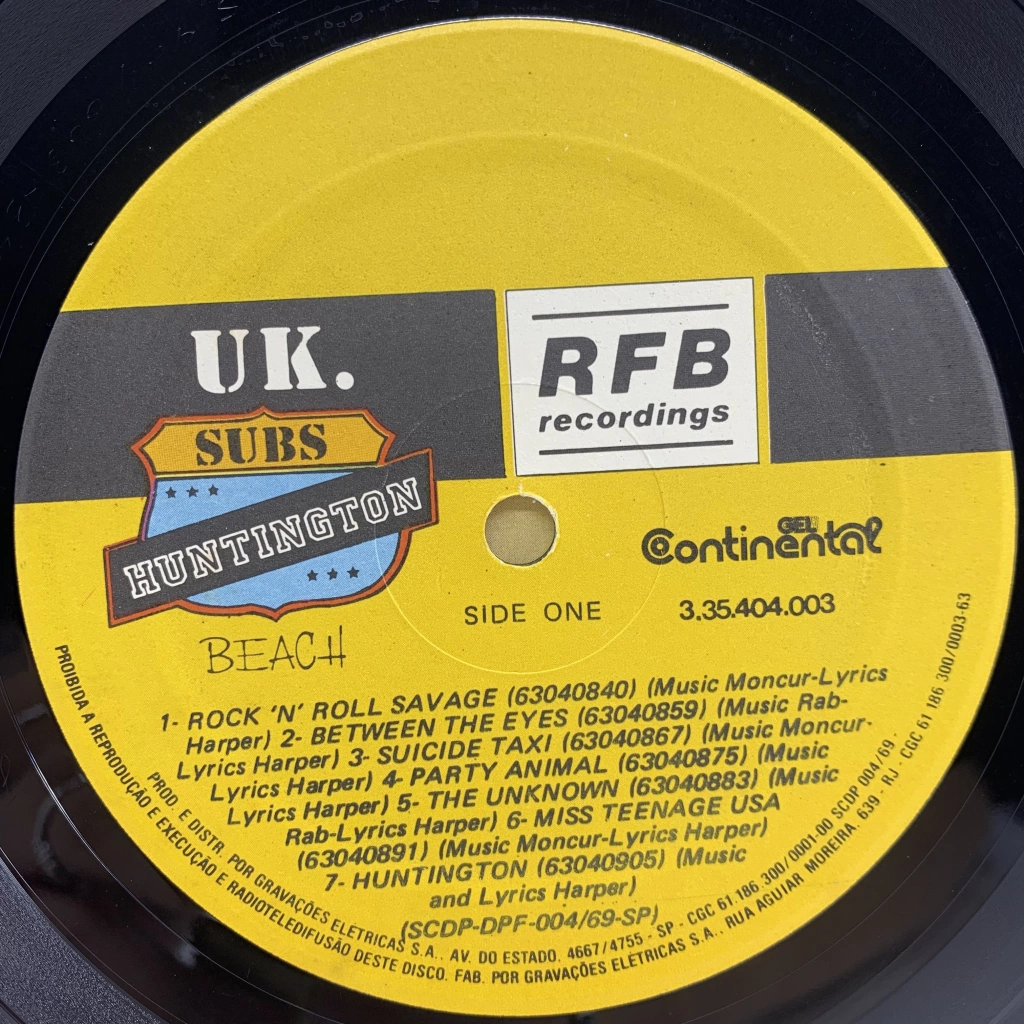 UK.
SUBS
HUNTINGTON
BEACH
RFB
recordings
GEL
Continental
SIDE ONE
3.35.404.003
1- ROCK 'N' ROLL SAVAGE (63040840) (Music Moncur-Lyrics
Harper) 2- BETWEEN THE EYES (63040859) (Music Rab-
Lyrics Harper) 3- SUICIDE TAXI (63040867) (Music Moncur-
Lyrics Harper) 4- PARTY ANIMAL (63040875) (Music
Lyrics Harper) 5- THE UNKNOWN (63040883) (Music
Rab-Lyrics Harper) 6- MISS TEENAGE USA
(63040891) (Music Moncur-Lyrics Harper)
7- HUNTINGTON (63040905) (Music
and Lyrics Harper)
(SCDP-DPF-004/69-SP)
PROD. E DISTR. POR GRAVAÇÕES ELETRICAS S.A., AV. DO ESTADO, 4667/4755 - SP - CGC 61.186.300/0001-00 SCDP 004/69 -
PROIBIDA A REPRODUÇÃO E EXECUÇÃO E RADIOTELEDIFUSÃO DESTE DISCO. FAB. POR GRAVAÇÕES ELETRICAS S.A., RUA AGUIAR MOREIRA, 639 - RJ - CGC 61 186 300/0003-63